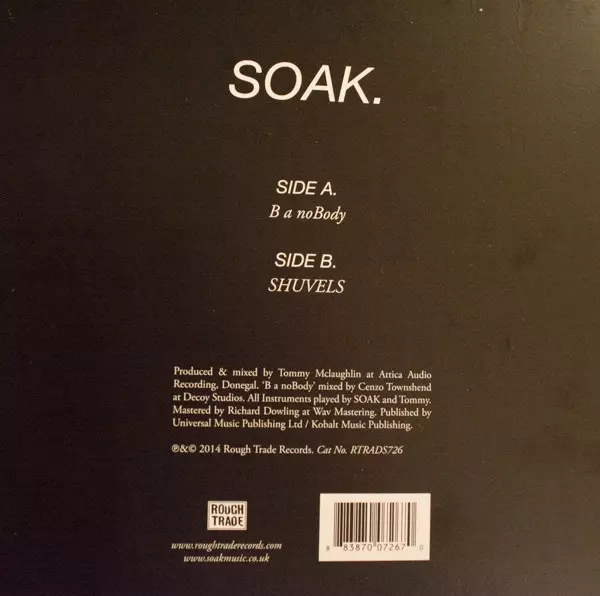 SOAK.
SIDE A.
B a noBody
SIDE B.
SHUVELS
Produced & mixed by Tommy Mclaughlin at Attica Audio
Recording, Donegal. 'B a noBody' mixed by Cenzo Townshend
at Decoy Studios. All Instruments played by SOAK and Tommy.
Mastered by Richard Dowling at Wav Mastering. Published by
Universal Music Publishing Ltd / Kobalt Music Publishing.
℗&© 2014 Rough Trade Records. Cat No. RTRADS726
ROUGH
TRADE
www.roughtraderecords.com
www.soakmusic.co.uk
8 83870 07267 0